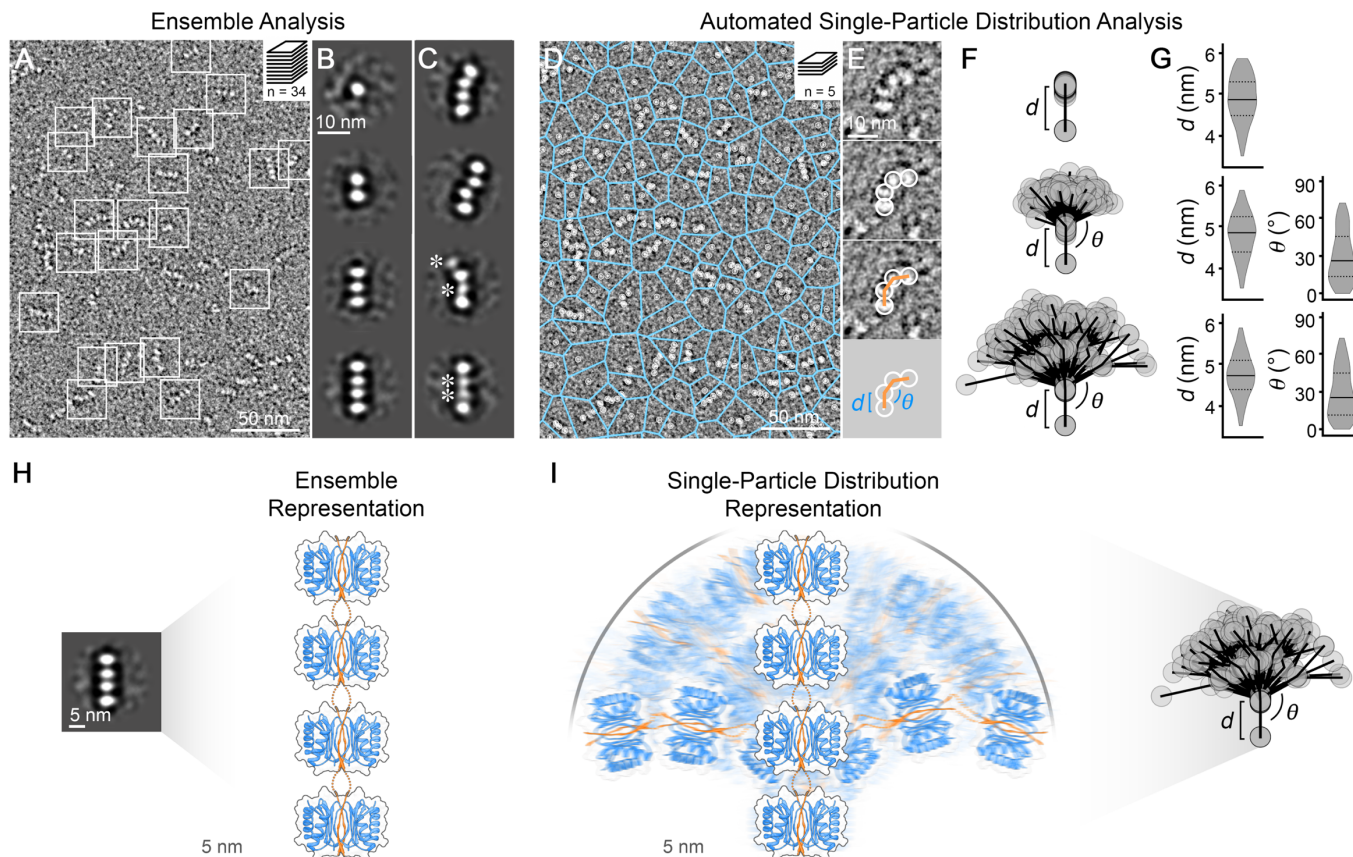 Ensemble Analysis
Automated Single-Particle Distribution Analysis
A
n = 34
50 nm
B
10 nm
C
*
*
*
*
D
n = 5
50 nm
E
10 nm
d
θ
F
d
d
θ
d
θ
G
d (nm)
6
5
4
d (nm)
6
5
4
θ (°)
90
60
30
0
d (nm)
6
5
4
θ (°)
90
60
30
0
H
Ensemble
Representation
5 nm
5 nm
I
Single-Particle Distribution
Representation
5 nm
d
θ